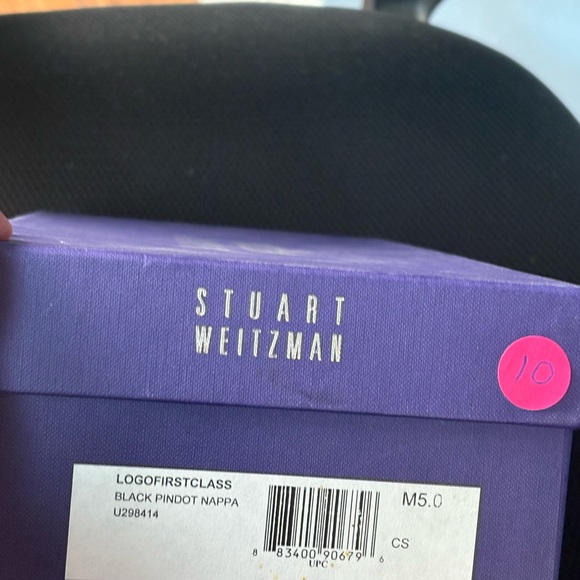 STUART
WEITZMAN
10
LOGOFIRSTCLASS
BLACK PINDOT NAPPA
U298414
M5.0
CS
8 83400 90679 6
UPC